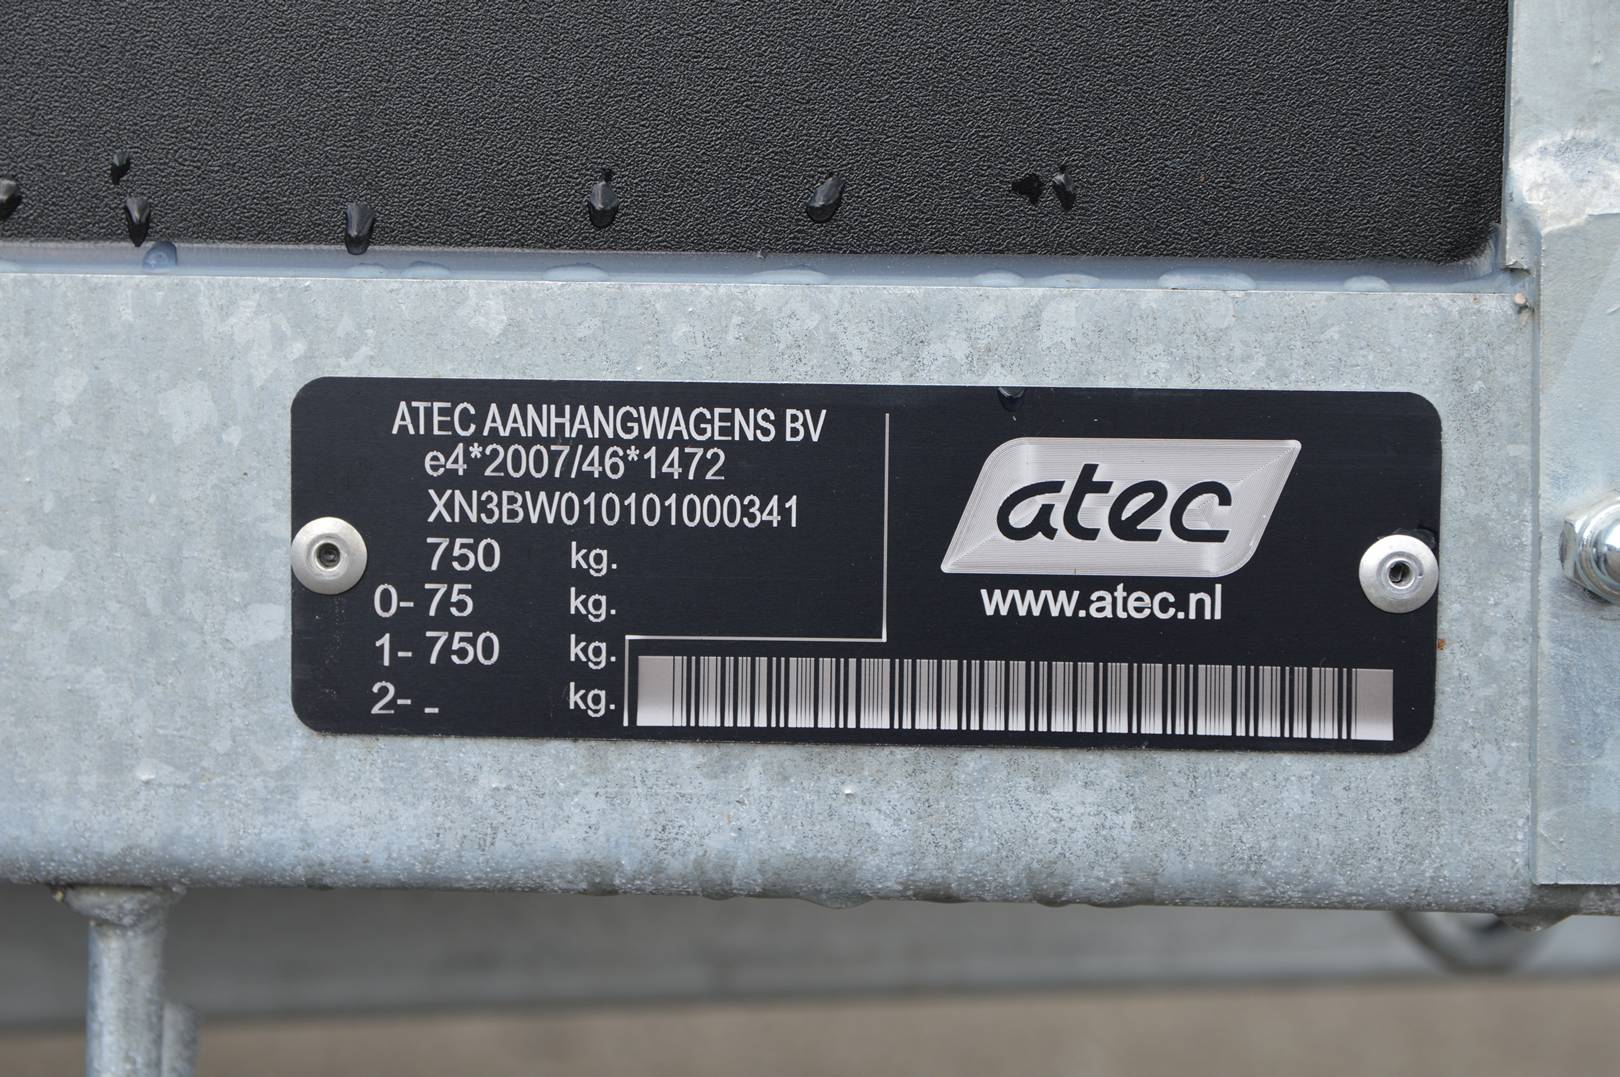 ATEC AANHANGWAGENS BV
e4*2007/46*1472
XN3BW010101000341
750 kg.
0- 75 kg.
1- 750 kg.
2- - kg.
atec
www.atec.nl